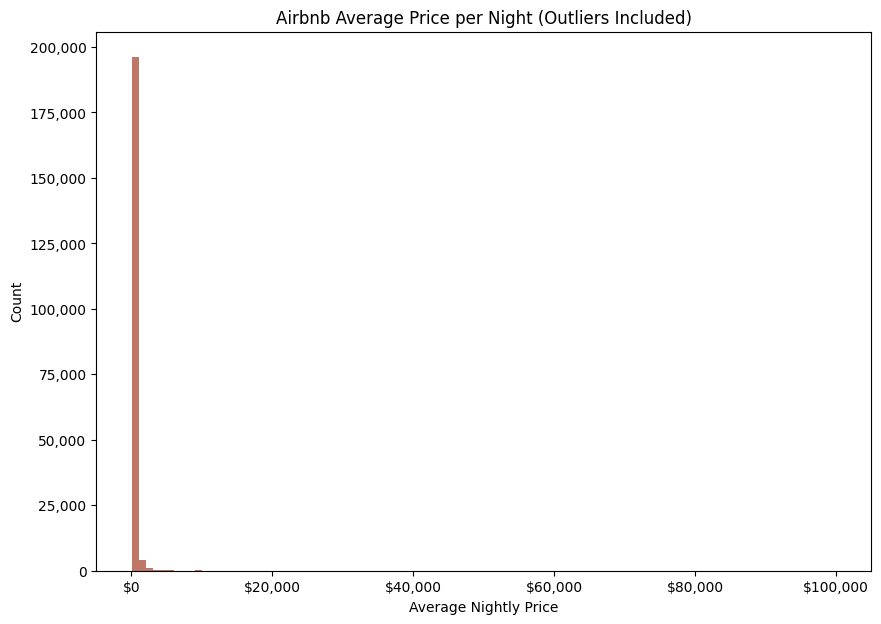 Airbnb Average Price per Night (Outliers Included)
200,000
175,000
150,000
125,000
100,000
75,000
50,000
25,000
0
Count
$0 $20,000 $40,000 $60,000 $80,000 $100,000
Average Nightly Price